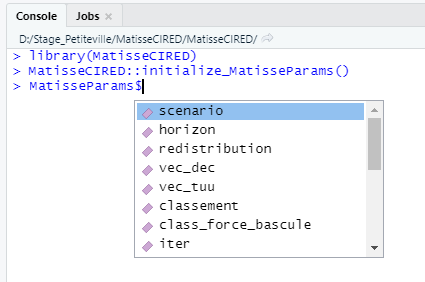 Console Jobs ×
D:/Stage_Petiteville/MatisseCIRED/MatisseCIRED/
> library(MatisseCIRED)
> MatisseCIRED::initialize_MatisseParams()
> MatisseParams$
scenario
horizon
redistribution
vec_dec
vec_tuu
classement
class_force_bascule
iter